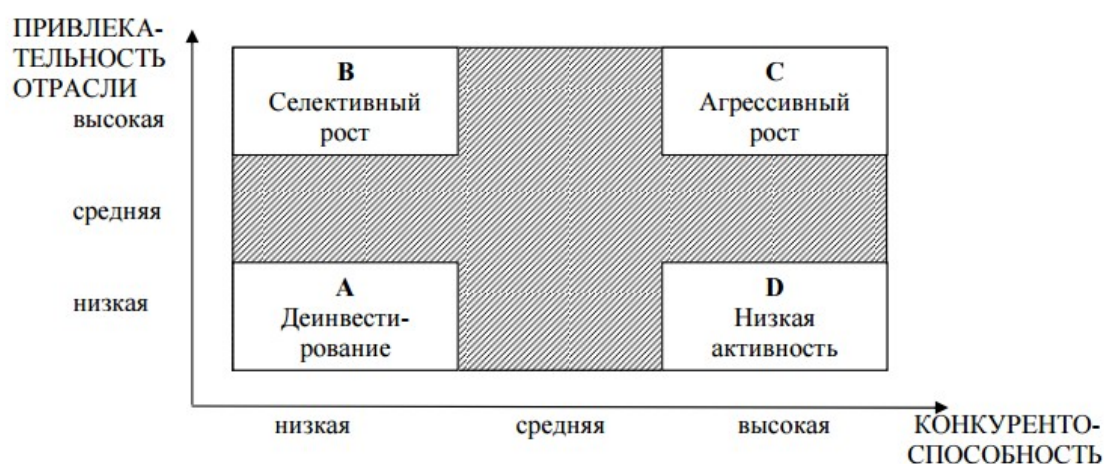 ПРИВЛЕКА-
ТЕЛЬНОСТЬ
ОТРАСЛИ
высокая
B
Селективный
рост
C
Агрессивный
рост
средняя
низкая
A
Деинвести-
рование
D
Низкая
активность
низкая
средняя
высокая
КОНКУРЕНТО-
СПОСОБНОСТЬ